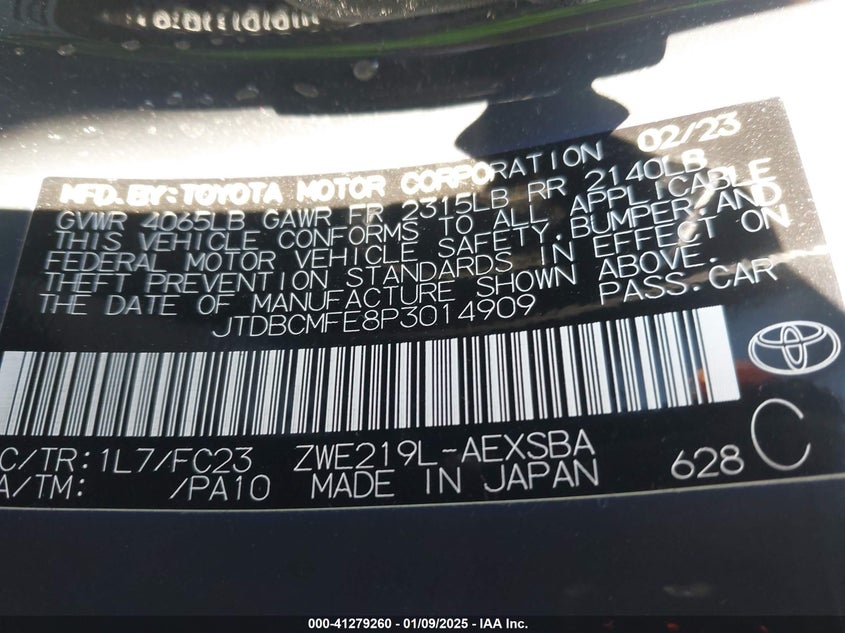 MFD. BY: TOYOTA MOTOR CORPORATION 02/23
GVWR 4065LB GAWR FR 2315LB RR 2140LB
THIS VEHICLE CONFORMS TO ALL APPLICABLE
FEDERAL MOTOR VEHICLE SAFETY, BUMPER, AND
THEFT PREVENTION STANDARDS IN EFFECT ON
THE DATE OF MANUFACTURE SHOWN ABOVE.
JTDBCMFE8P3014909 PASS. CAR
C/TR: 1L7/FC23 ZWE219L-AEXSBA
A/TM: /PA10 MADE IN JAPAN 628 C
000-41279260 - 01/09/2025 - IAA Inc.